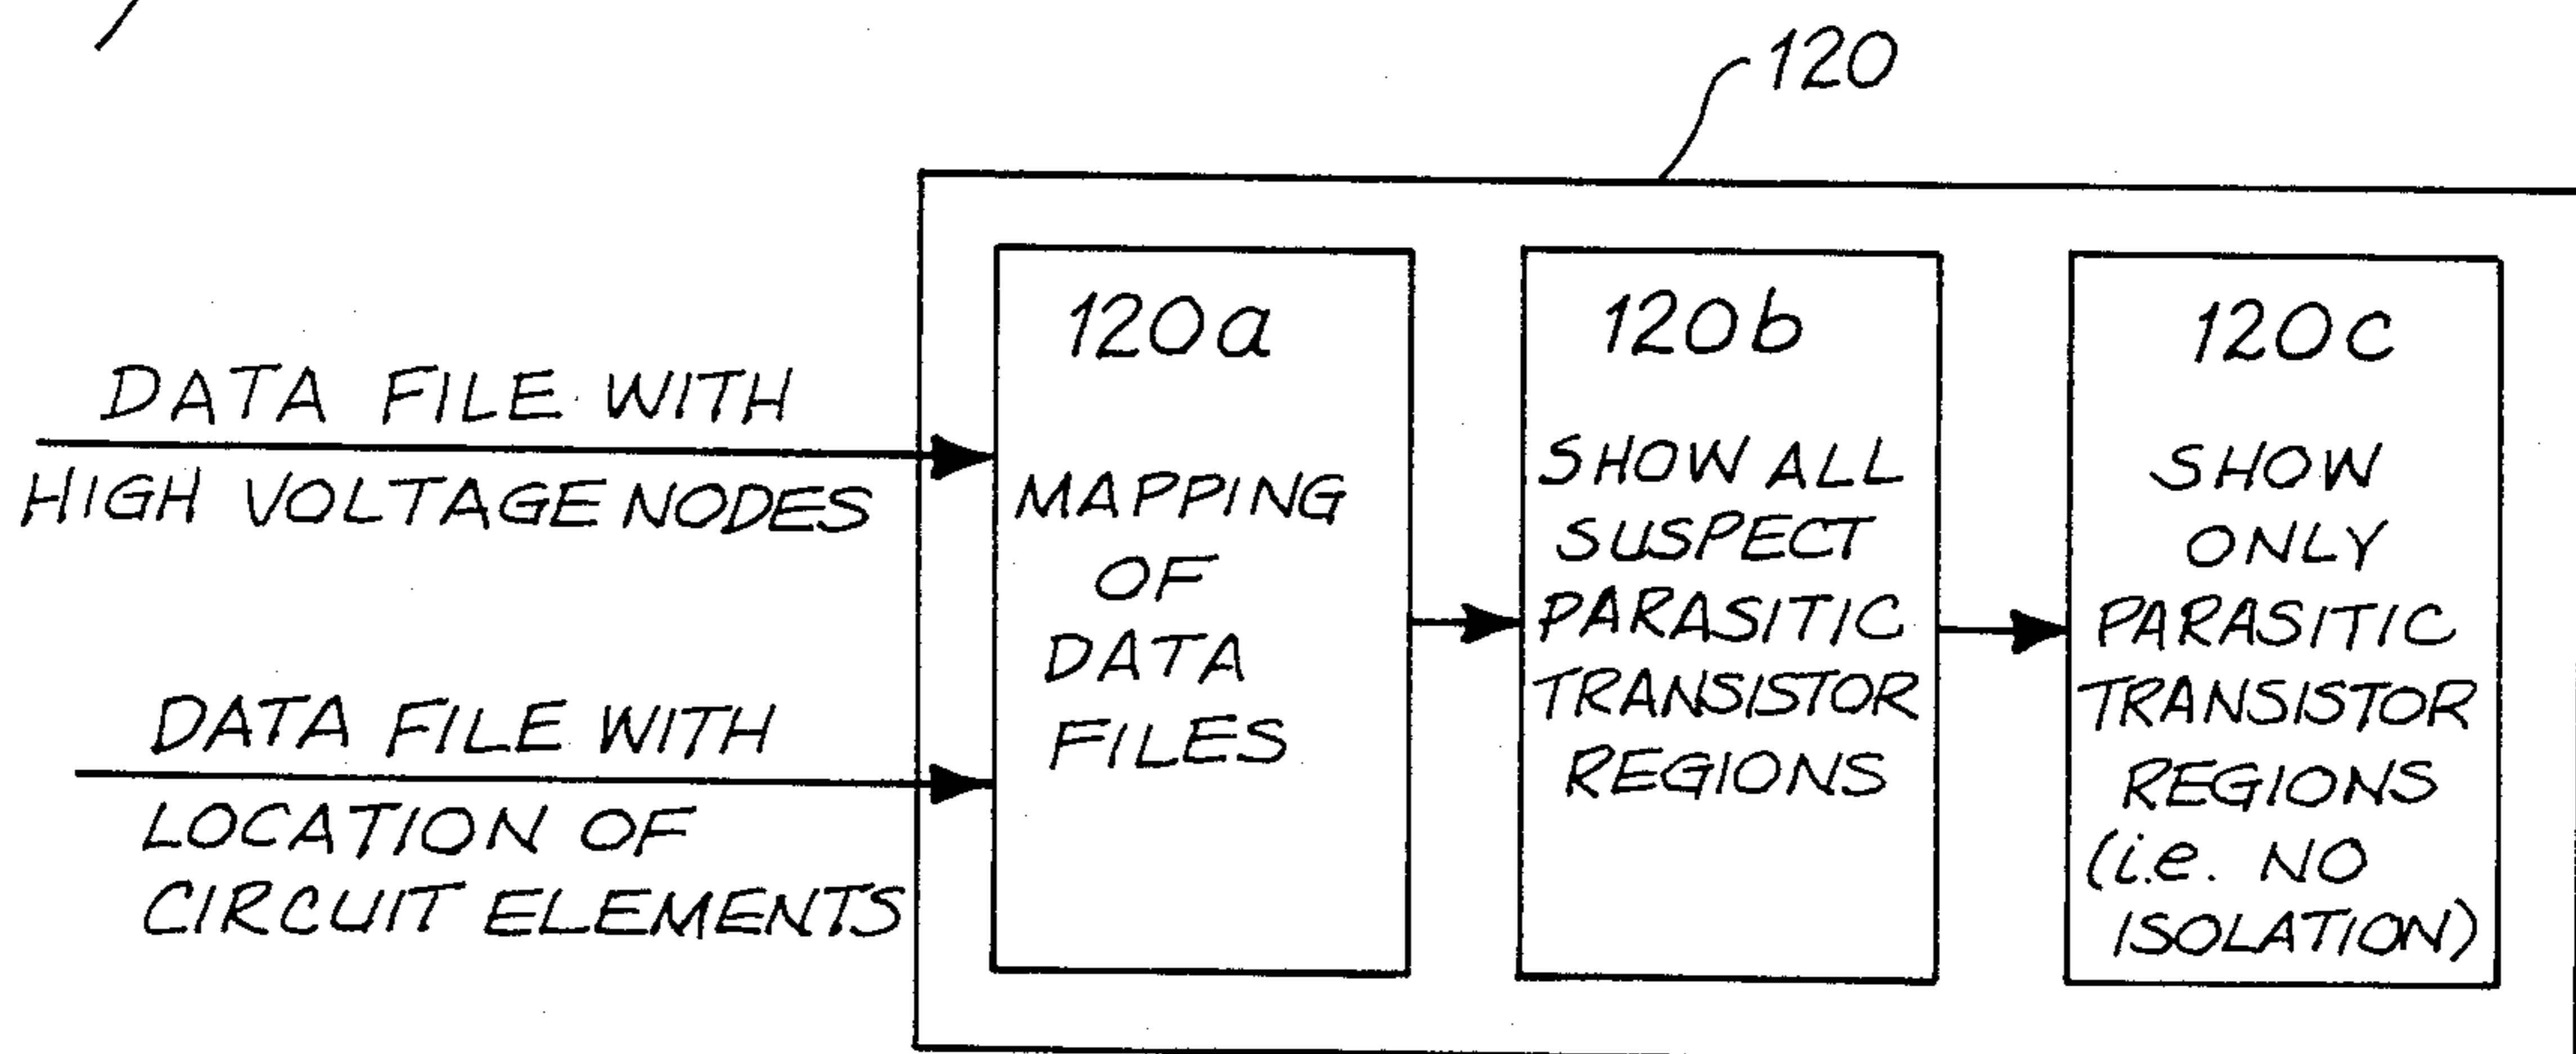 120
DATA FILE WITH
HIGH VOLTAGE NODES
DATA FILE WITH
LOCATION OF
CIRCUIT ELEMENTS
120a
MAPPING
OF
DATA
FILES
120b
SHOW ALL
SUSPECT
PARASITIC
TRANSISTOR
REGIONS
120c
SHOW
ONLY
PARASITIC
TRANSISTOR
REGIONS
(i.e. NO
ISOLATION)